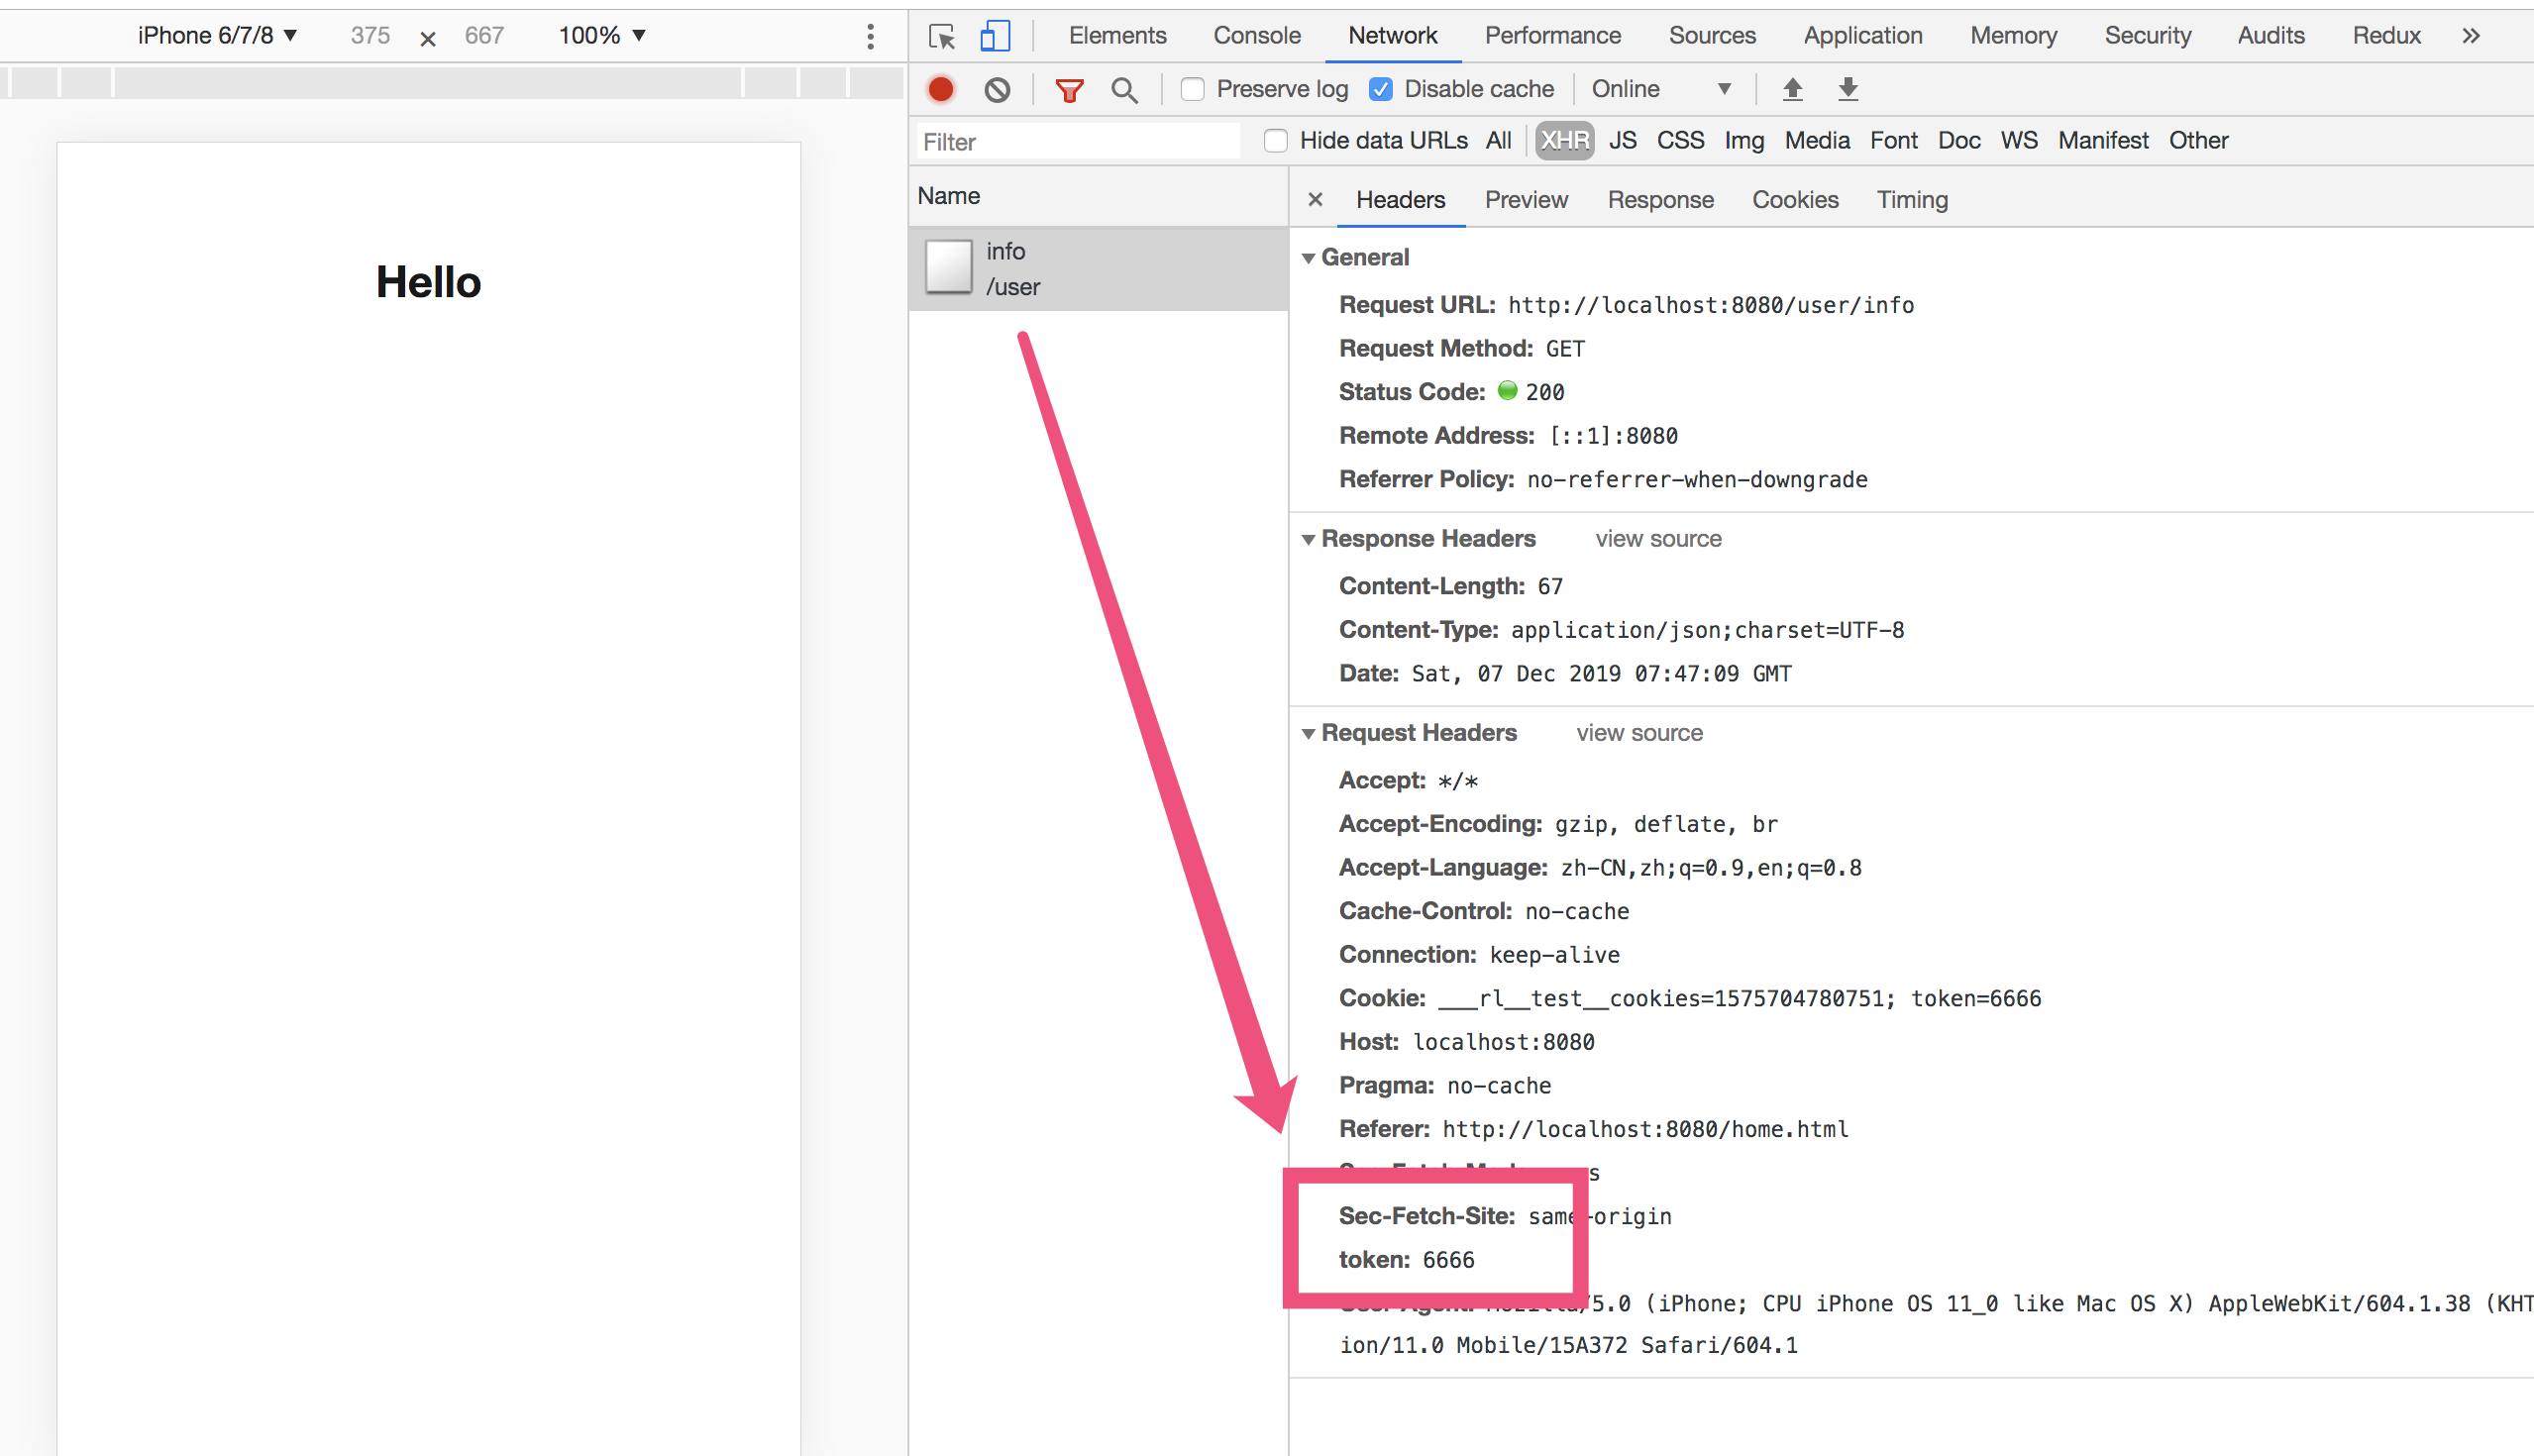 iPhone 6/7/8 ▼ 375 × 667 100% ▼
Elements Console Network Performance Sources Application Memory Security Audits Redux »
Preserve log Disable cache Online ▼
Filter Hide data URLs All XHR JS CSS Img Media Font Doc WS Manifest Other
Name
× Headers Preview Response Cookies Timing
info
/user
Hello
▼ General
Request URL: http://localhost:8080/user/info
Request Method: GET
Status Code: 200
Remote Address: [::1]:8080
Referrer Policy: no-referrer-when-downgrade
▼ Response Headers view source
Content-Length: 67
Content-Type: application/json;charset=UTF-8
Date: Sat, 07 Dec 2019 07:47:09 GMT
▼ Request Headers view source
Accept: */*
Accept-Encoding: gzip, deflate, br
Accept-Language: zh-CN,zh;q=0.9,en;q=0.8
Cache-Control: no-cache
Connection: keep-alive
Cookie: ___rl__test__cookies=1575704780751; token=6666
Host: localhost:8080
Pragma: no-cache
Referer: http://localhost:8080/home.html
Sec-Fetch-Site: same-origin
token: 6666
User-Agent: Mozilla/5.0 (iPhone; CPU iPhone OS 11_0 like Mac OS X) AppleWebKit/604.1.38 (KHT
ion/11.0 Mobile/15A372 Safari/604.1